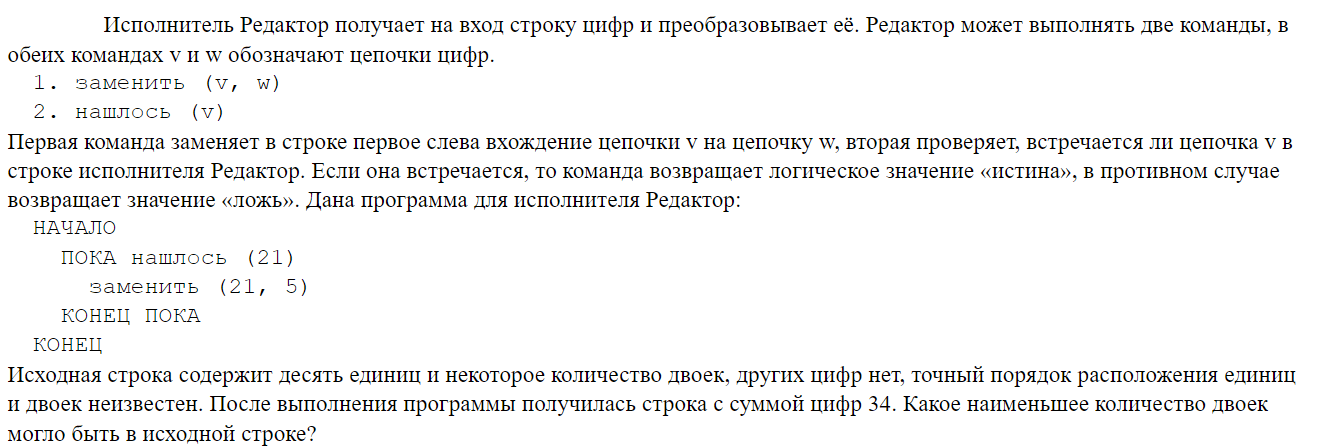 Исполнитель Редактор получает на вход строку цифр и преобразовывает её. Редактор может выполнять две команды, в
обеих командах v и w обозначают цепочки цифр.
1. заменить (v, w)
2. нашлось (v)
Первая команда заменяет в строке первое слева вхождение цепочки v на цепочку w, вторая проверяет, встречается ли цепочка v в
строке исполнителя Редактор. Если она встречается, то команда возвращает логическое значение «истина», в противном случае
возвращает значение «ложь». Дана программа для исполнителя Редактор:
НАЧАЛО
ПОКА нашлось (21)
заменить (21, 5)
КОНЕЦ ПОКА
КОНЕЦ
Исходная строка содержит десять единиц и некоторое количество двоек, других цифр нет, точный порядок расположения единиц
и двоек неизвестен. После выполнения программы получилась строка с суммой цифр 34. Какое наименьшее количество двоек
могло быть в исходной строке?